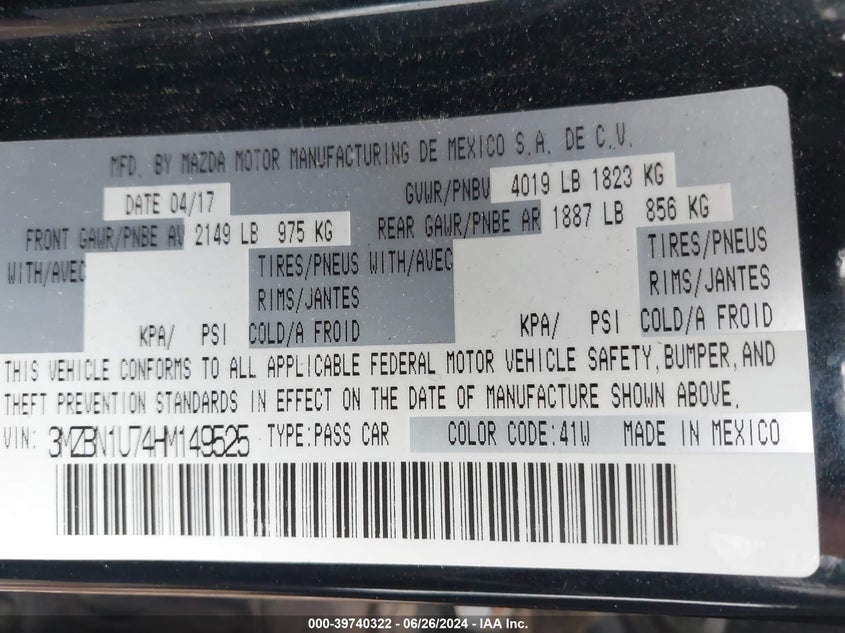 MFD. BY MAZDA MOTOR MANUFACTURING DE MEXICO S.A. DE C.V.
DATE 04/17 GVWR/PNBV 4019 LB 1823 KG
FRONT GAWR/PNBE AV 2149 LB 975 KG REAR GAWR/PNBE AR 1887 LB 856 KG
WITH/AVEC TIRES/PNEUS WITH/AVEC TIRES/PNEUS
RIMS/JANTES RIMS/JANTES
KPA/ PSI COLD/A FROID KPA/ PSI COLD/A FROID
THIS VEHICLE CONFORMS TO ALL APPLICABLE FEDERAL MOTOR VEHICLE SAFETY, BUMPER, AND
THEFT PREVENTION STANDARDS IN EFFECT ON THE DATE OF MANUFACTURE SHOWN ABOVE.
VIN: 3MZBN1U74HM149525 TYPE:PASS CAR COLOR CODE:41W MADE IN MEXICO
000-39740322 - 06/26/2024 - IAA Inc.